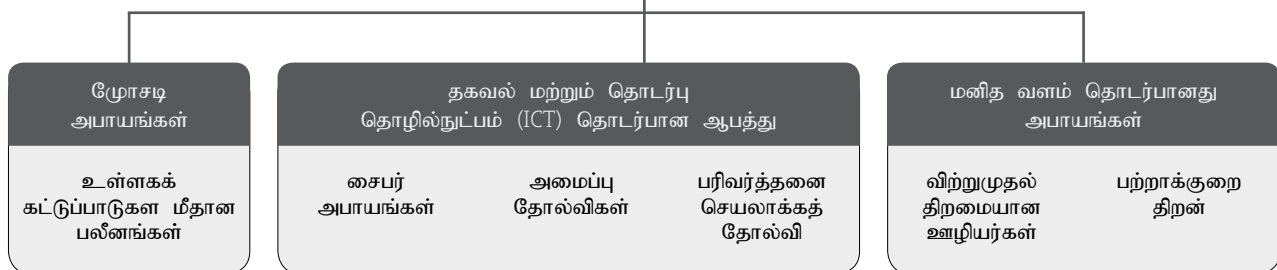 மோசடி
அபாயங்கள்
உள்ளகக்
கட்டுப்பாடுகள மீதான
பலீனங்கள்
தகவல் மற்றும் தொடர்பு
தொழில்நுட்பம் (ICT) தொடர்பான ஆபத்து
சைபர்
அபாயங்கள்
அமைப்பு
தோல்விகள்
பரிவர்த்தனை
செயலாக்கத்
தோல்வி
மனித வளம் தொடர்பானது
அபாயங்கள்
விற்றுமுதல்
திறமையான
ஊழியர்கள்
பற்றாக்குறை
திறன்